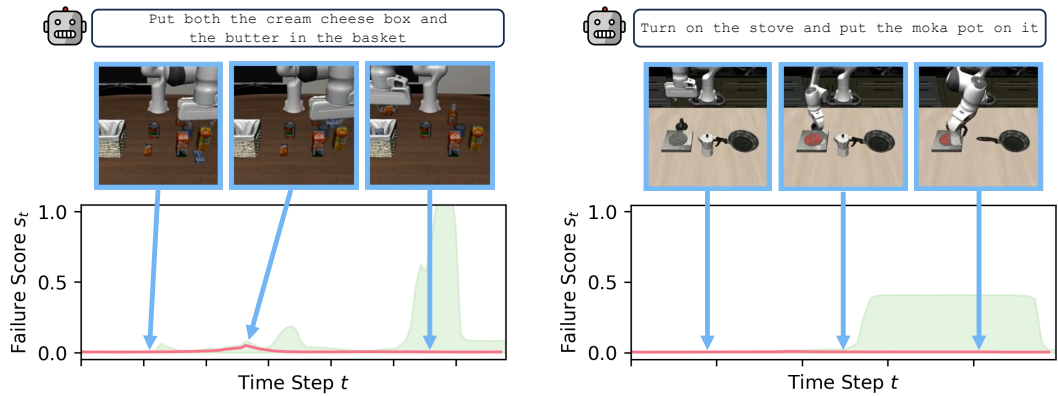 Put both the cream cheese box and
the butter in the basket
1.0
0.5
0.0
Failure Score s_t
Time Step t
Turn on the stove and put the moka pot on it
1.0
0.5
0.0
Failure Score s_t
Time Step t